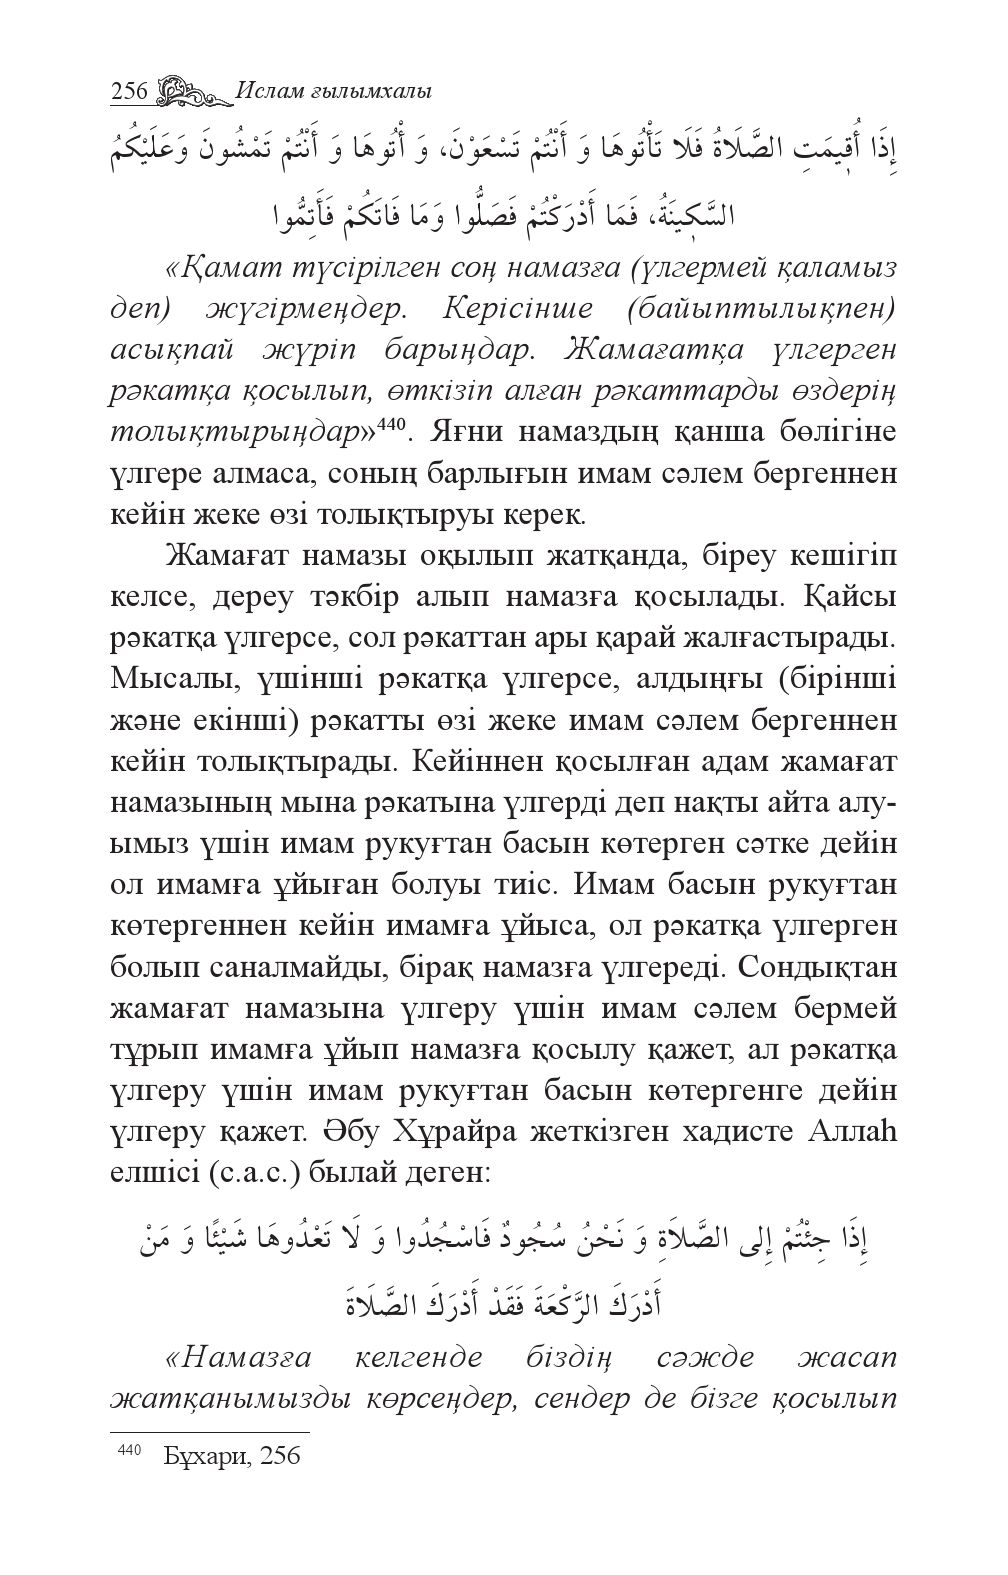 256 Ислам ғылымхалы
إِذَا أُقِيمَتِ الصَّلَاةُ فَلَا تَأْتُوهَا وَ أَنْتُمْ تَسْعَوْنَ، وَ أْتُوهَا وَ أَنْتُمْ تَمْشُونَ وَعَلَيْكُمُ
السَّكِينَةُ، فَمَا أَدْرَكْتُمْ فَصَلُّوا وَمَا فَاتَكُمْ فَأَتِمُّوا
«Қамат түсірілген соң намазға (үлгермей қаламыз
деп) жүгірмеңдер. Керісінше (байыптылықпен)
асықпай жүріп барыңдар. Жамағатқа үлгерген
рәкатқа қосылып, өткізіп алған рәкаттарды өздерің
толықтырыңдар»440. Яғни намаздың қанша бөлігіне
үлгере алмаса, соның барлығын имам сәлем бергеннен
кейін жеке өзі толықтыруы керек.
Жамағат намазы оқылып жатқанда, біреу кешігіп
келсе, дереу тәкбір алып намазға қосылады. Қайсы
рәкатқа үлгерсе, сол рәкаттан ары қарай жалғастырады.
Мысалы, үшінші рәкатқа үлгерсе, алдыңғы (бірінші
және екінші) рәкатты өзі жеке имам сәлем бергеннен
кейін толықтырады. Кейіннен қосылған адам жамағат
намазының мына рәкатына үлгерді деп нақты айта алу-
ымыз үшін имам рукуғтан басын көтерген сәтке дейін
ол имамға ұйыған болуы тиіс. Имам басын рукуғтан
көтергеннен кейін имамға ұйыса, ол рәкатқа үлгерген
болып саналмайды, бірақ намазға үлгереді. Сондықтан
жамағат намазына үлгеру үшін имам сәлем бермей
тұрып имамға ұйып намазға қосылу қажет, ал рәкатқа
үлгеру үшін имам рукуғтан басын көтергенге дейін
үлгеру қажет. Әбу Хұрайра жеткізген хадисте Аллаһ
елшісі (с.а.с.) былай деген:
إِذَا جِئْتُمْ إِلى الصَّلاَةِ وَ نَحْنُ سُجُودٌ فَاسْجُدُوا وَ لَا تَعْدُوهَا شَيْئًا وَ مَنْ
أَدْرَكَ الرَّكْعَةَ فَقَدْ أَدْرَكَ الصَّلَاةَ
«Намазға келгенде біздің сәжде жасап
жатқанымызды көрсеңдер, сендер де бізге қосылып
440 Бұхари, 256